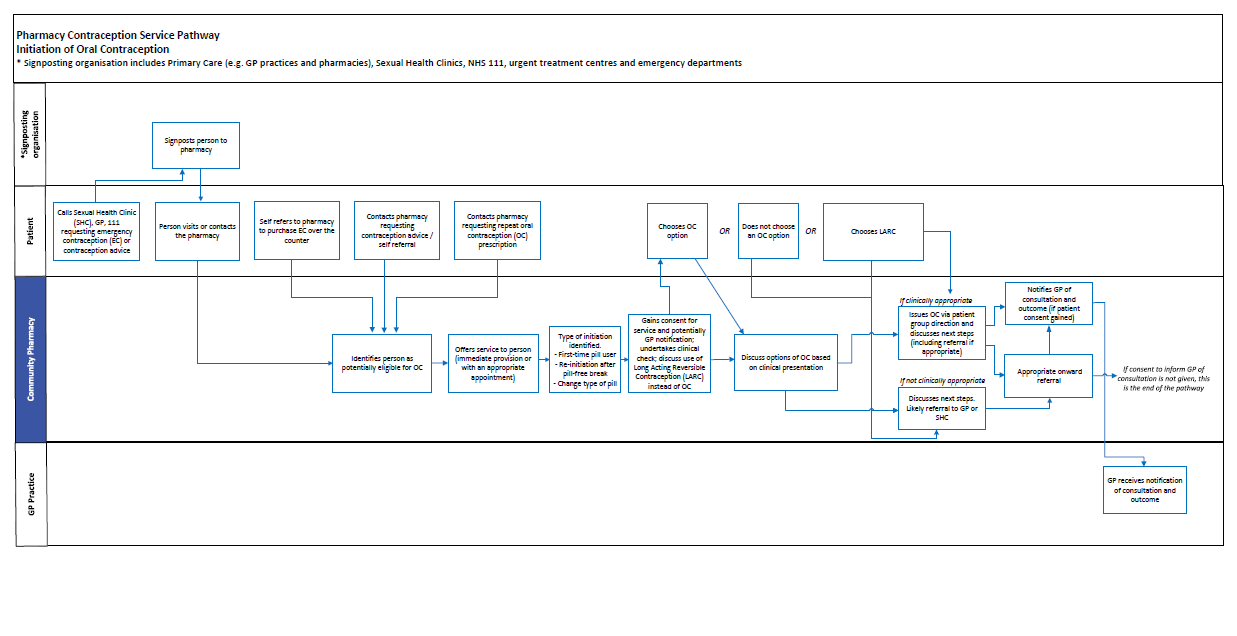 Pharmacy Contraception Service Pathway
Initiation of Oral Contraception
* Signposting organisation includes Primary Care (e.g. GP practices and pharmacies), Sexual Health Clinics, NHS 111, urgent treatment centres and emergency departments
*Signposting
organisation
Signposts person to
pharmacy
Patient
Calls Sexual Health Clinic
(SHC), GP, 111
requesting emergency
contraception (EC) or
contraception advice
Person visits or contacts
the pharmacy
Self refers to pharmacy
to purchase EC over the
counter
Contacts pharmacy
requesting
contraception advice /
self referral
Contacts pharmacy
requesting repeat oral
contraception (OC)
prescription
Chooses OC
option
OR
Does not choose
an OC option
OR
Chooses LARC
Community Pharmacy
Identifies person as
potentially eligible for OC
Offers service to person
(immediate provision or
with an appropriate
appointment)
Type of initiation
identified.
- First-time pill user
- Re-initiation after
pill-free break
- Change type of pill
Gains consent for
service and potentially
GP notification;
undertakes clinical
check; discuss use of
Long Acting Reversible
Contraception (LARC)
instead of OC
Discuss options of OC based
on clinical presentation
If clinically appropriate
Issues OC via patient
group direction and
discusses next steps
(including referral if
appropriate)
If not clinically appropriate
Discusses next steps.
Likely referral to GP or
SHC
Notifies GP of
consultation and
outcome (if patient
consent gained)
Appropriate onward
referral
If consent to inform GP of
consultation is not given, this
is the end of the pathway
GP Practice
GP receives notification
of consultation and
outcome